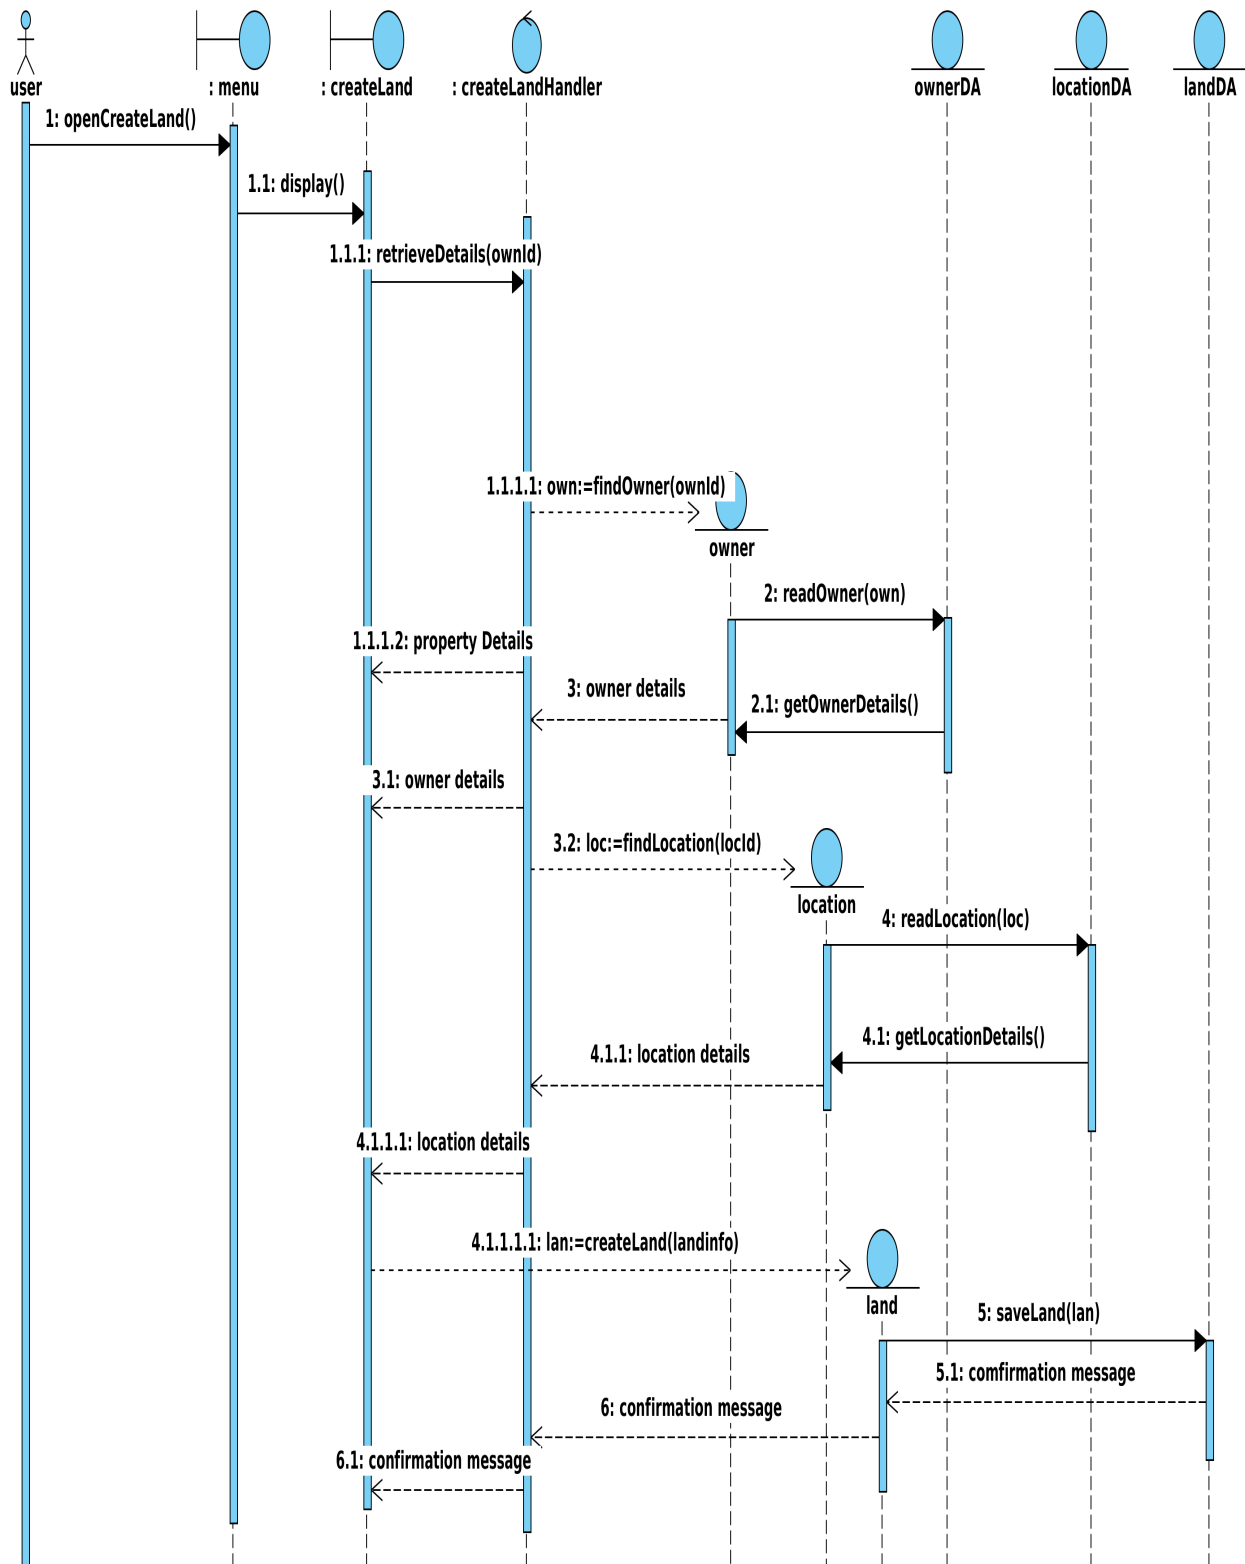 user
: menu
: createLand
: createLandHandler
ownerDA
locationDA
landDA
1: openCreateLand()
1.1: display()
1.1.1: retrieveDetails(ownId)
1.1.1.1: own:=findOwner(ownId)
owner
2: readOwner(own)
1.1.1.2: property Details
3: owner details
2.1: getOwnerDetails()
3.1: owner details
3.2: loc:=findLocation(locId)
location
4: readLocation(loc)
4.1: getLocationDetails()
4.1.1: location details
4.1.1.1: location details
4.1.1.1.1: lan:=createLand(landinfo)
land
5: saveLand(lan)
5.1: comfirmation message
6: confirmation message
6.1: confirmation message